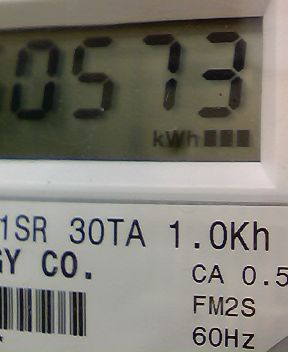 0573
kWh
1SR 30TA 1.0Kh
GY CO.
CA 0.5
FM2S
60Hz